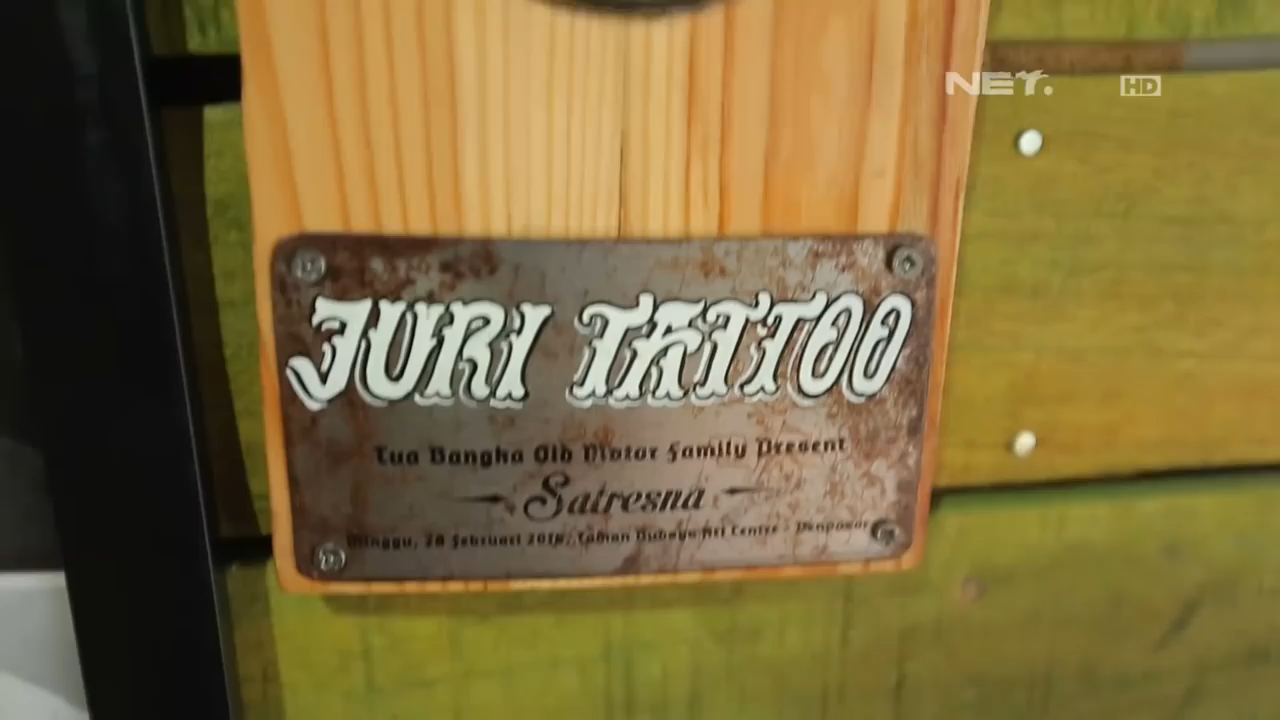 NET. HD
JURI TATTOO
Tua Bangka Old Motor Family Present
Satresna
Minggu, 28 Februari Taman Budaya Art Centre - Denpasar